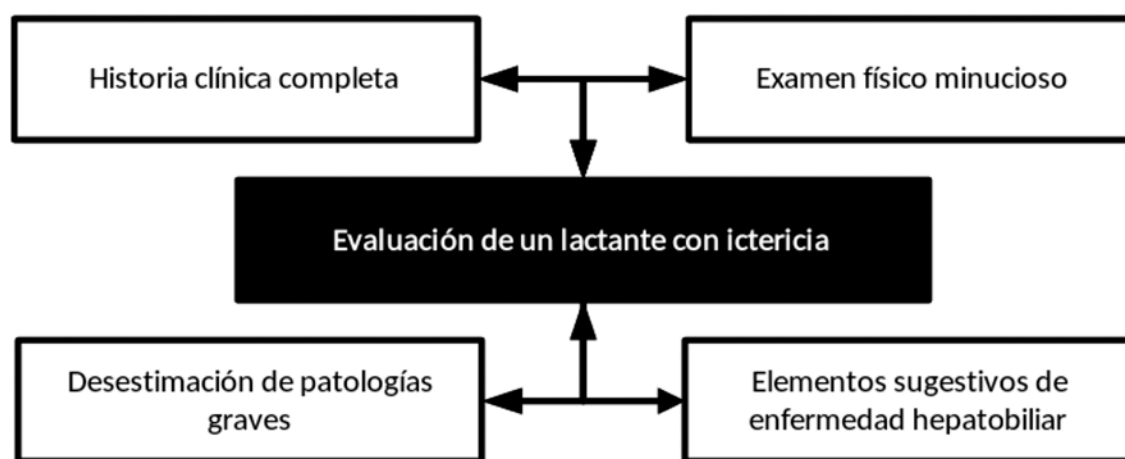 Historia clínica completa
Examen físico minucioso
Evaluación de un lactante con ictericia
Desestimación de patologías
graves
Elementos sugestivos de
enfermedad hepatobiliar